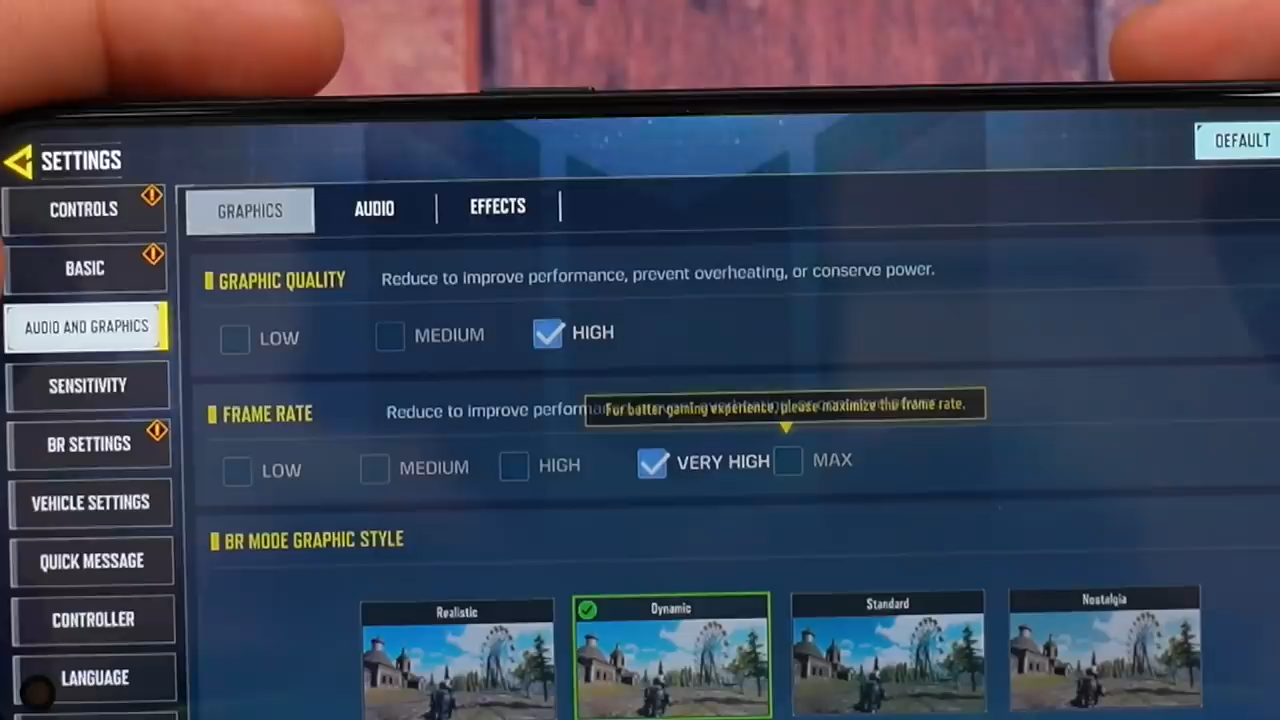 SETTINGS
DEFAULT
CONTROLS
BASIC
AUDIO AND GRAPHICS
SENSITIVITY
BR SETTINGS
VEHICLE SETTINGS
QUICK MESSAGE
CONTROLLER
LANGUAGE
GRAPHICS
AUDIO
EFFECTS
GRAPHIC QUALITY
Reduce to improve performance, prevent overheating, or conserve power.
LOW
MEDIUM
HIGH
FRAME RATE
Reduce to improve
For better gaming experience, please maximize the frame rate.
LOW
MEDIUM
HIGH
VERY HIGH
MAX
BR MODE GRAPHIC STYLE
Realistic
Dynamic
Standard
Nostalgia